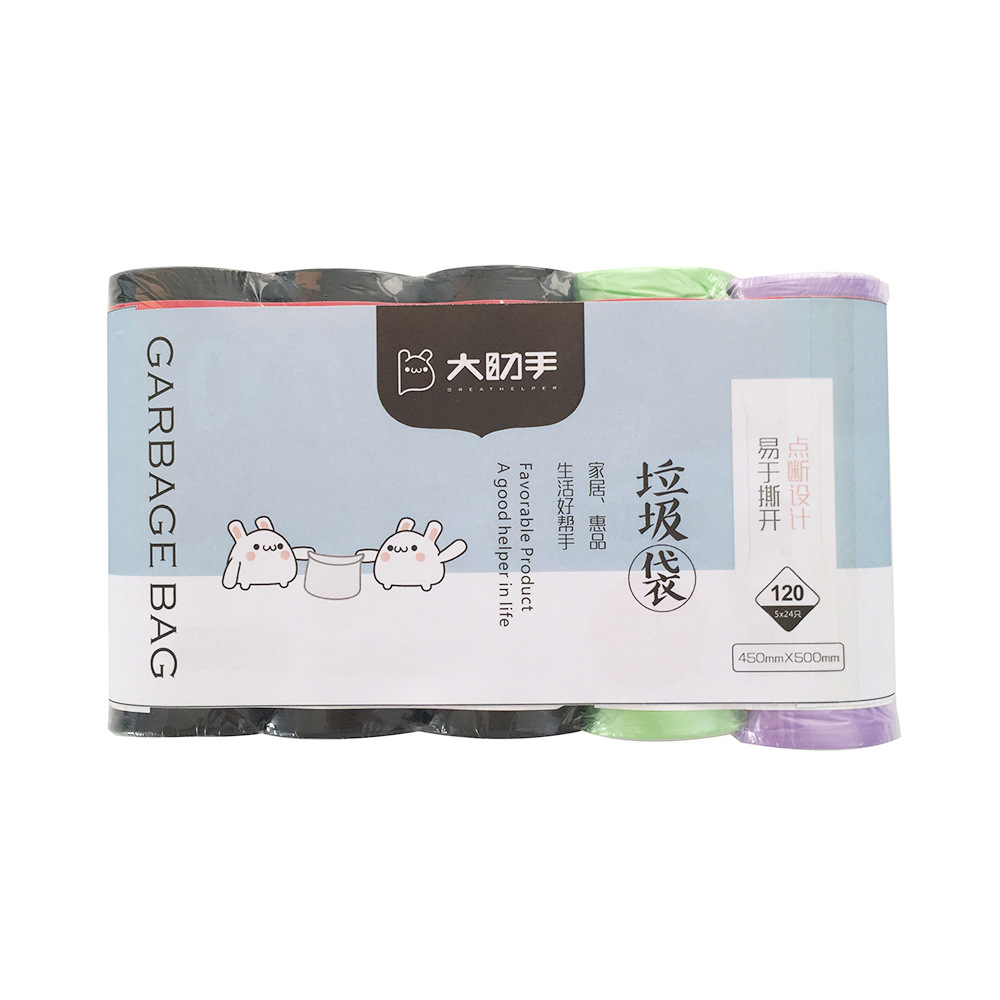 大助手
GREATHELPER
GARBAGE BAG
垃圾袋
家居、惠品
生活好帮手
Favorable Product
A good helper in life
点断设计
易于撕开
120
5x24只
450mmX500mm